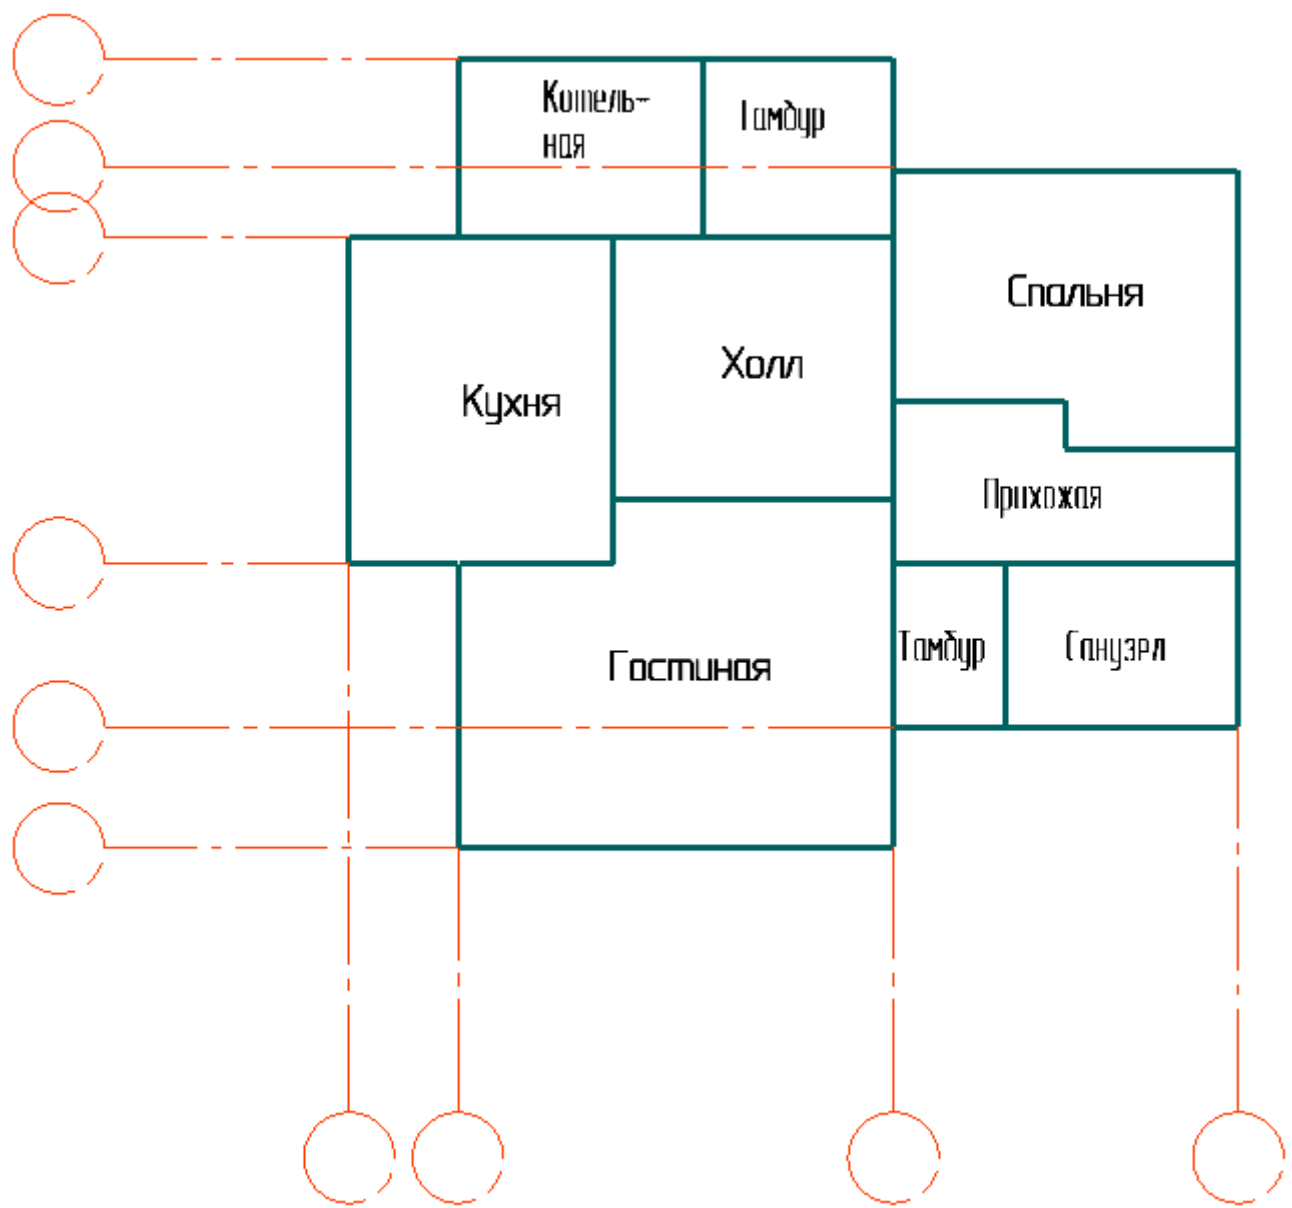 Котель-
ная
Тамбур
Спальня
Холл
Кухня
Прихожая
Гостиная
Тамбур
Санузел